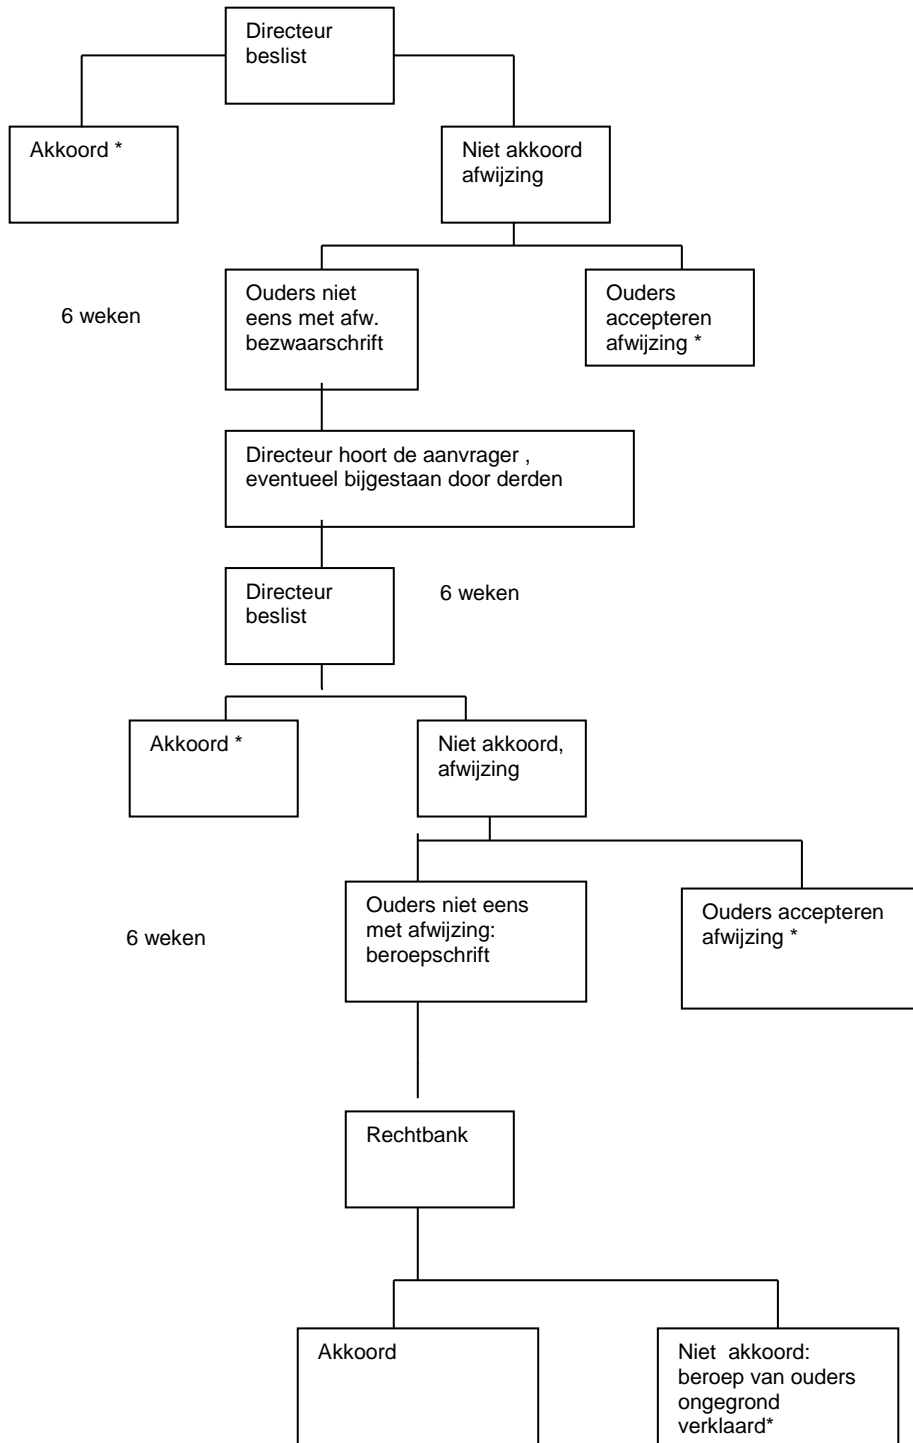 Directeur
beslist
Akkoord *
Niet akkoord
afwijzing
6 weken
Ouders niet
eens met afw.
bezwaarschrift
Ouders
accepteren
afwijzing *
Directeur hoort de aanvrager ,
eventueel bijgestaan door derden
Directeur
beslist
6 weken
Akkoord *
Niet akkoord,
afwijzing
6 weken
Ouders niet eens
met afwijzing:
beroepschrift
Ouders accepteren
afwijzing *
Rechtbank
Akkoord
Niet  akkoord:
beroep van ouders
ongegrond
verklaard*